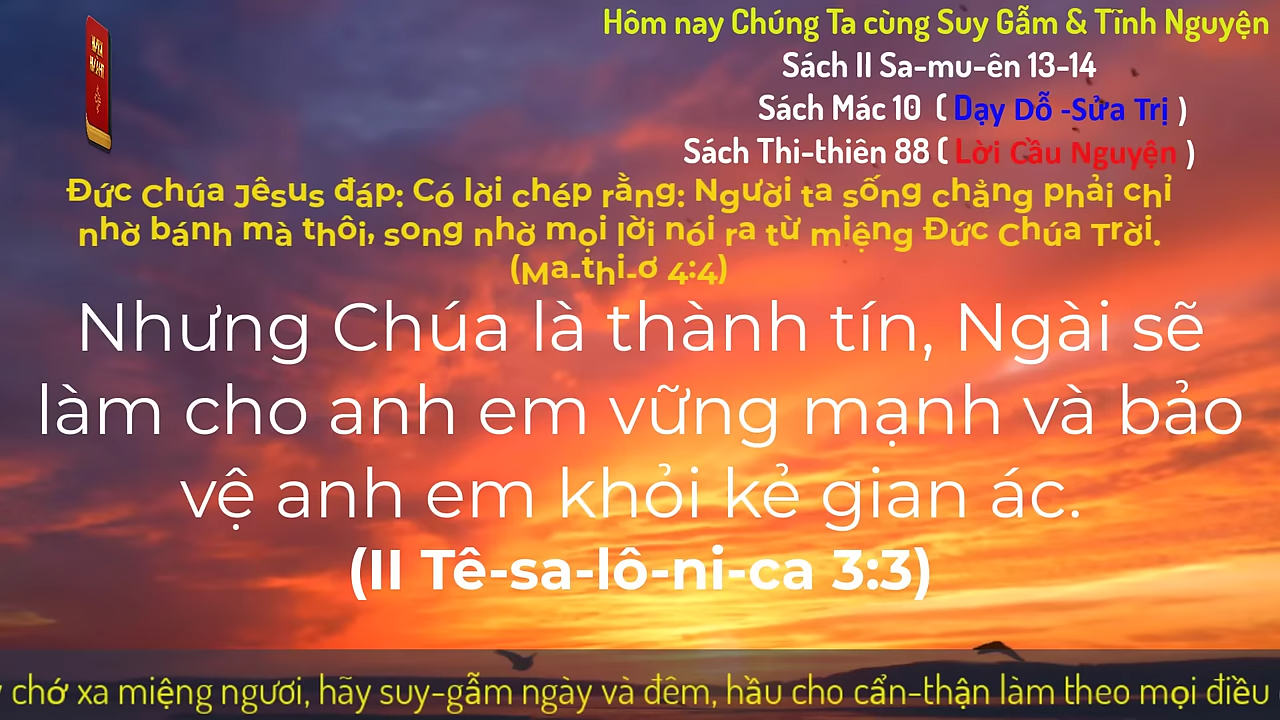 Hôm nay Chúng Ta cùng Suy Gẫm & Tĩnh Nguyện
Sách II Sa-mu-ên 13-14
Sách Mác 10 ( Dạy Dỗ -Sửa Trị )
Sách Thi-thiên 88 ( Lời Cầu Nguyện )
Đức Chúa Jêsus đáp: Có lời chép rằng: Người ta sống chẳng phải chỉ
nhờ bánh mà thôi, song nhờ mọi lời nói ra từ miệng Đức Chúa Trời.
(Ma-thi-ơ 4:4)
Nhưng Chúa là thành tín, Ngài sẽ
làm cho anh em vững mạnh và bảo
vệ anh em khỏi kẻ gian ác.
(II Tê-sa-lô-ni-ca 3:3)
chớ xa miệng ngươi, hãy suy-gẫm ngày và đêm, hầu cho cẩn-thận làm theo mọi điều